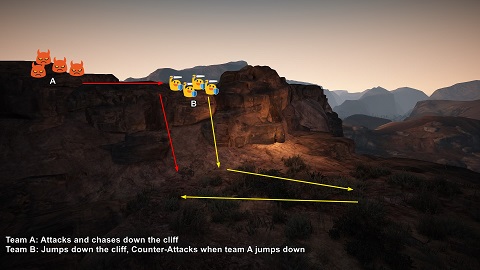 A
B
Team A: Attacks and chases down the cliff
Team B: Jumps down the cliff, Counter-Attacks when team A jumps down